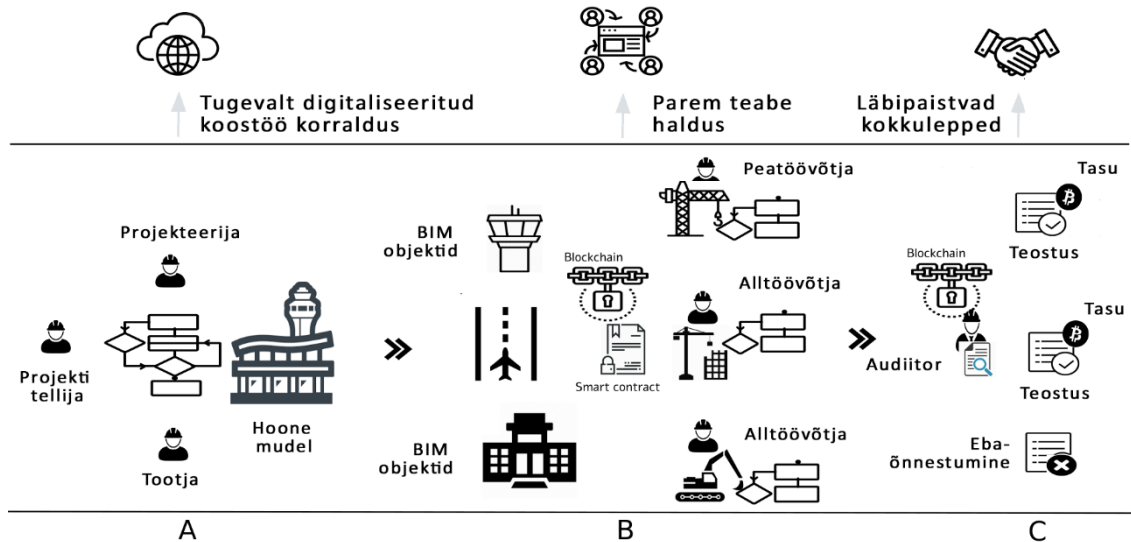 Tugevalt digitaliseeritud
koostöö korraldus
Parem teabe
haldus
Läbipaistvad
kokkulepped
Projekteerija
Projekti
tellija
Tootja
Hoone
mudel
BIM
objektid
BIM
objektid
Blockchain
Smart contract
Peatöövõtja
Alltöövõtja
Alltöövõtja
Blockchain
Audiitor
Tasu
Teostus
Tasu
Teostus
Eba-
õnnestumine
A
B
C